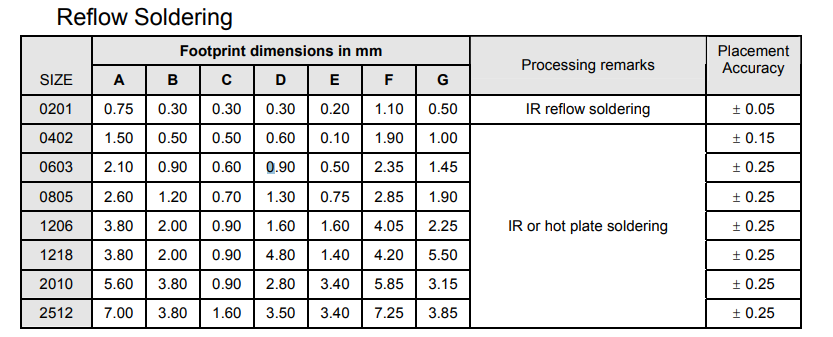 Reflow Soldering
Footprint dimensions in mm
Placement
Processing remarks
Accuracy
SIZE A B C D E F G
0201 0.75 0.30 0.30 0.30 0.20 1.10 0.50 IR reflow soldering ± 0.05
0402 1.50 0.50 0.50 0.60 0.10 1.90 1.00 ± 0.15
0603 2.10 0.90 0.60 0.90 0.50 2.35 1.45 ± 0.25
0805 2.60 1.20 0.70 1.30 0.75 2.85 1.90 ± 0.25
1206 3.80 2.00 0.90 1.60 1.60 4.05 2.25 IR or hot plate soldering ± 0.25
1218 3.80 2.00 0.90 4.80 1.40 4.20 5.50 ± 0.25
2010 5.60 3.80 0.90 2.80 3.40 5.85 3.15 ± 0.25
2512 7.00 3.80 1.60 3.50 3.40 7.25 3.85 ± 0.25